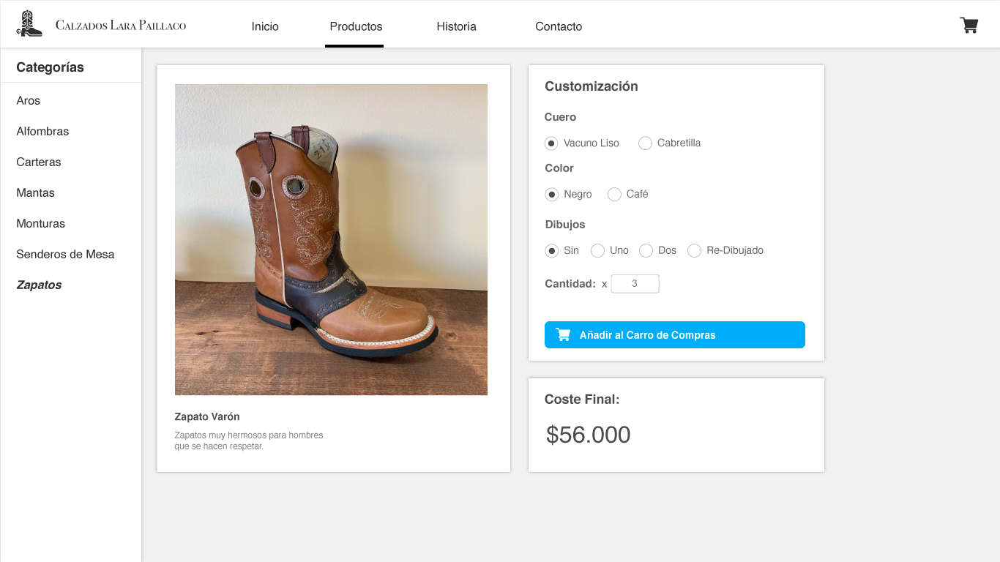 Calzados Lara Paillaco
Inicio
Productos
Historia
Contacto
Categorías
Aros
Alfombras
Carteras
Mantas
Monturas
Senderos de Mesa
Zapatos
Zapato Varón
Zapatos muy hermosos para hombres
que se hacen respetar.
Customización
Cuero
Vacuno Liso Cabretilla
Color
Negro Café
Dibujos
Sin Uno Dos Re-Dibujado
Cantidad: x 3
Añadir al Carro de Compras
Coste Final:
$56.000